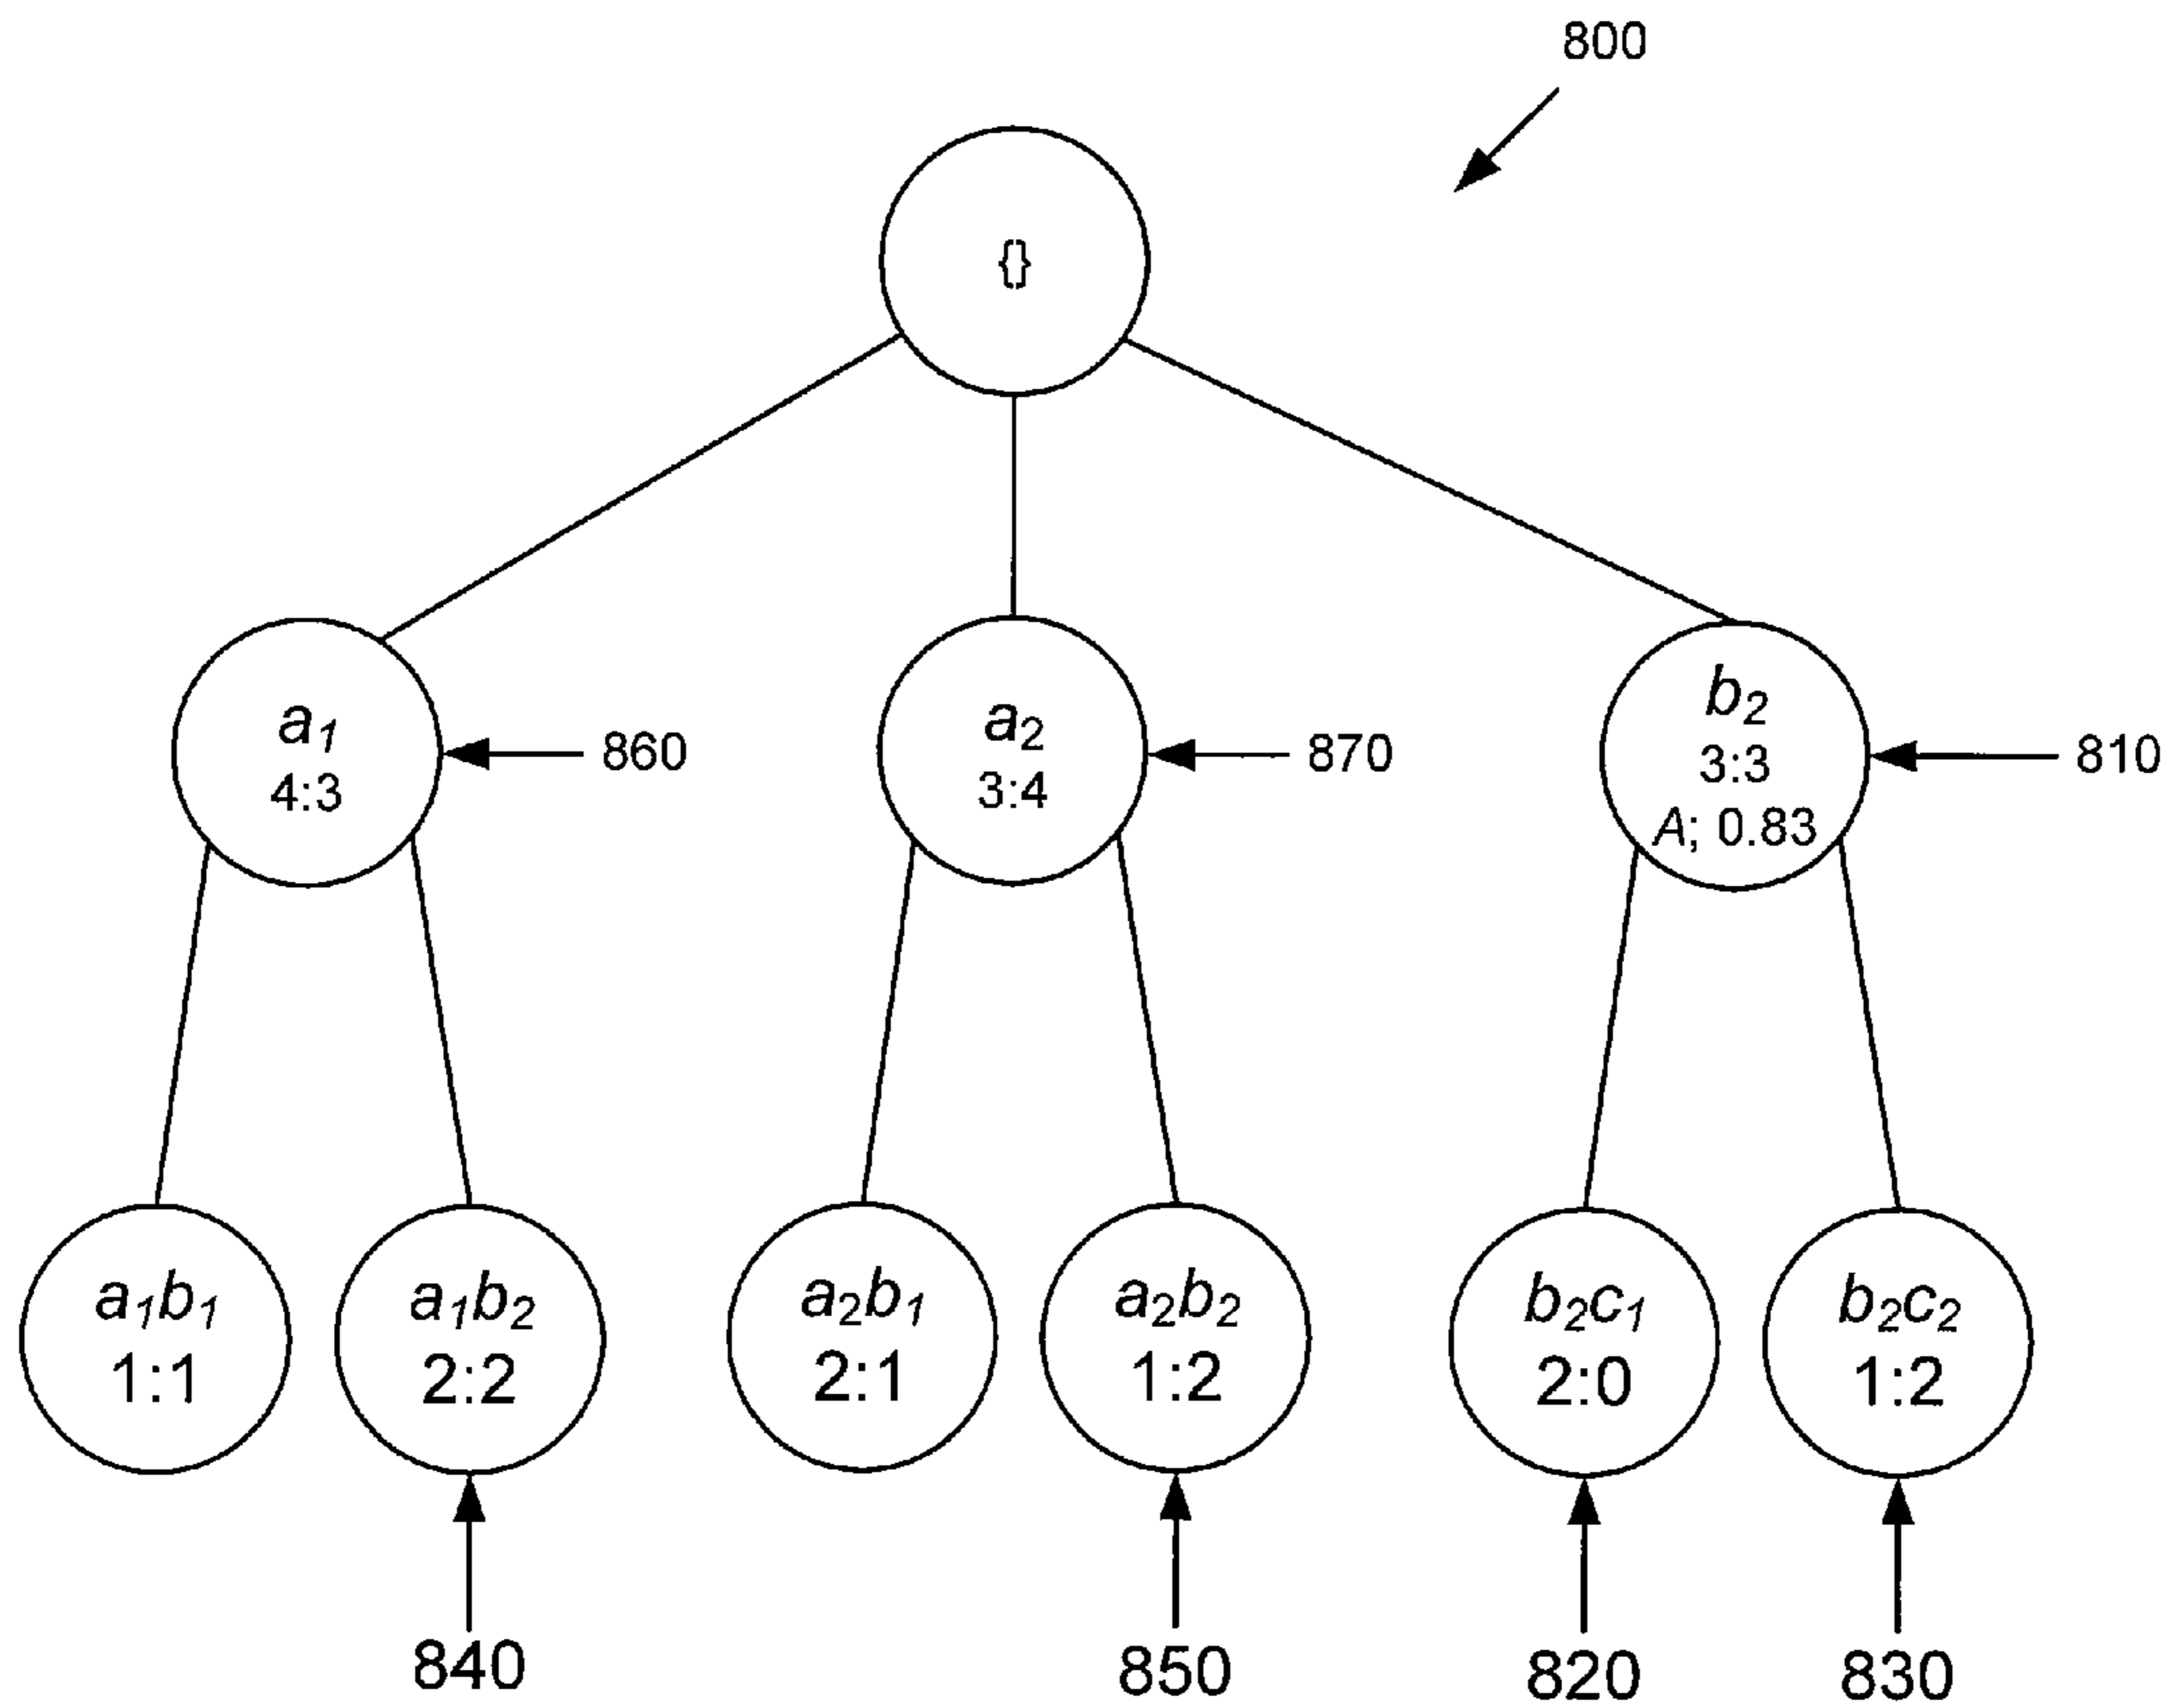 800
{}
a₁
4:3
860
a₂
3:4
870
b₂
3:3
A; 0.83
810
a₁b₁
1:1
a₁b₂
2:2
a₂b₁
2:1
a₂b₂
1:2
b₂c₁
2:0
b₂c₂
1:2
840
850
820
830